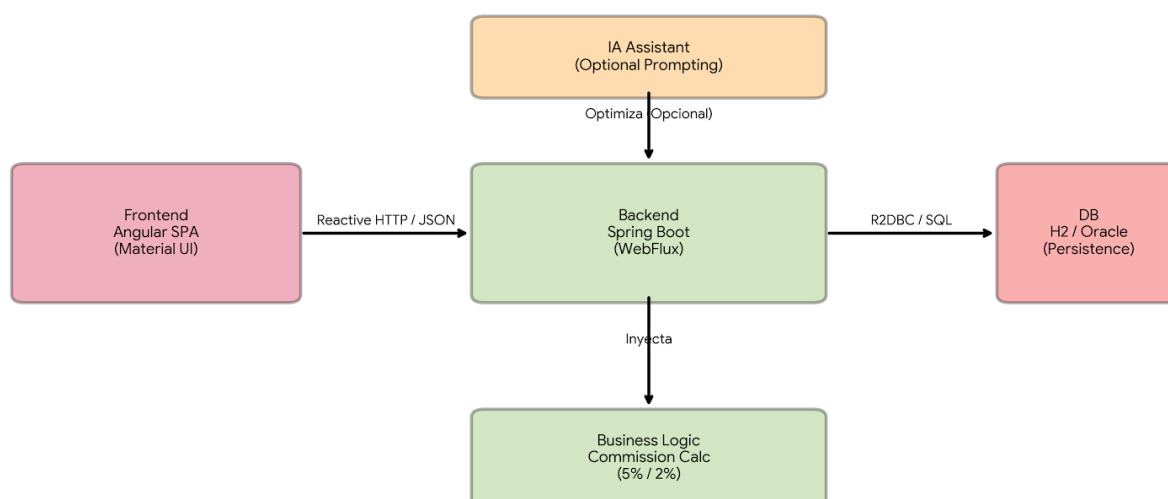 IA Assistant
(Optional Prompting)
Optimiza (Opcional)
Frontend
Angular SPA
(Material UI)
Reactive HTTP / JSON
Backend
Spring Boot
(WebFlux)
R2DBC / SQL
DB
H2 / Oracle
(Persistence)
Inyecta
Business Logic
Commission Calc
(5% / 2%)